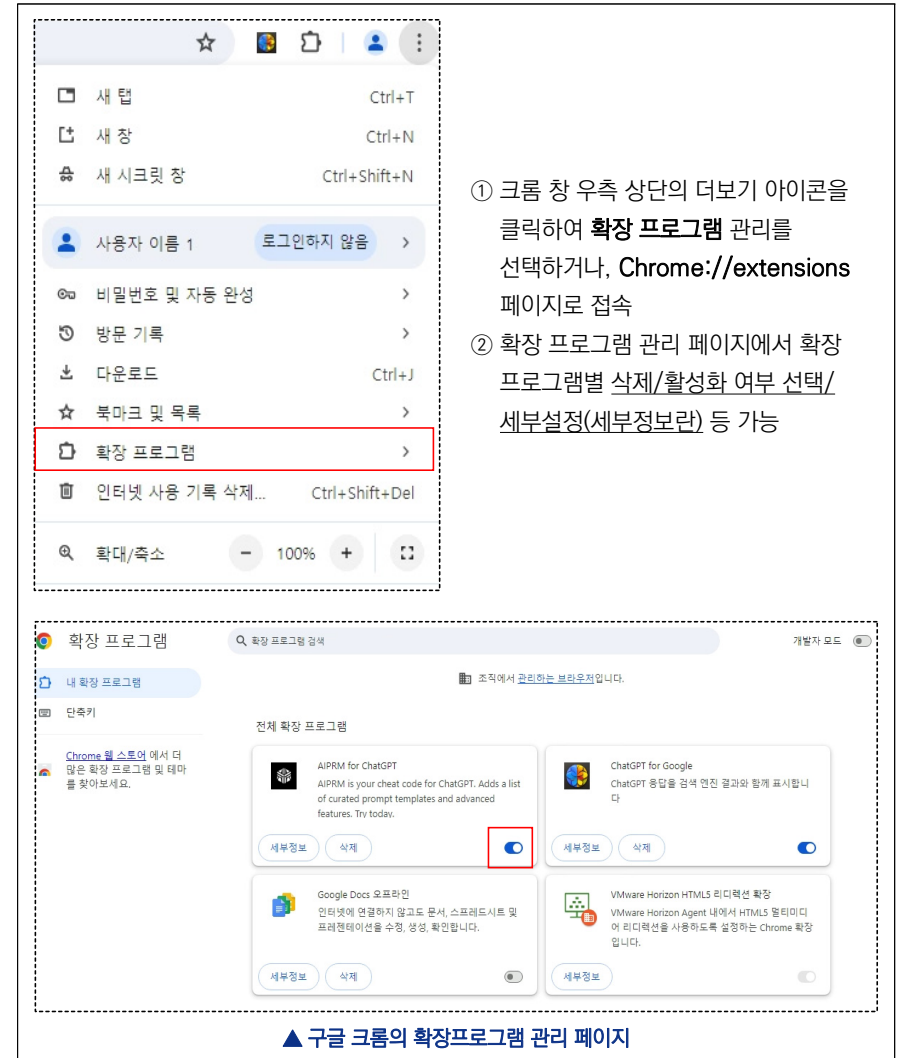 새 탭 Ctrl+T
새 창 Ctrl+N
새 시크릿 창 Ctrl+Shift+N
사용자 이름 1 로그인하지 않음
비밀번호 및 자동 완성
방문 기록
다운로드 Ctrl+J
북마크 및 목록
확장 프로그램
인터넷 사용 기록 삭제... Ctrl+Shift+Del
확대/축소 - 100% +
① 크롬 창 우측 상단의 더보기 아이콘을
클릭하여 확장 프로그램 관리를
선택하거나, Chrome://extensions
페이지로 접속
② 확장 프로그램 관리 페이지에서 확장
프로그램별 삭제/활성화 여부 선택/
세부설정(세부정보란) 등 가능
확장 프로그램
확장 프로그램 검색
개발자 모드
내 확장 프로그램
단축키
Chrome 웹 스토어 에서 더
많은 확장 프로그램 및 테마
를 찾아보세요.
조직에서 관리하는 브라우저입니다.
전체 확장 프로그램
AIPRM for ChatGPT
AIPRM is your cheat code for ChatGPT. Adds a list
of curated prompt templates and advanced
features. Try today.
세부정보 삭제
ChatGPT for Google
ChatGPT 응답을 검색 엔진 결과와 함께 표시합니
다
세부정보 삭제
Google Docs 오프라인
인터넷에 연결하지 않고도 문서, 스프레드시트 및
프레젠테이션을 수정, 생성, 확인합니다.
세부정보 삭제
VMware Horizon HTML5 리디렉션 확장
VMware Horizon Agent 내에서 HTML5 멀티미디
어 리디렉션을 사용하도록 설정하는 Chrome 확장
입니다.
세부정보
▲ 구글 크롬의 확장프로그램 관리 페이지